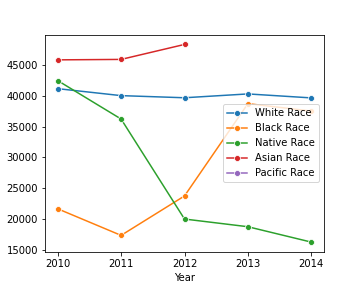 45000
40000
35000
30000
25000
20000
15000
White Race
Black Race
Native Race
Asian Race
Pacific Race
2010 2011 2012 2013 2014
Year